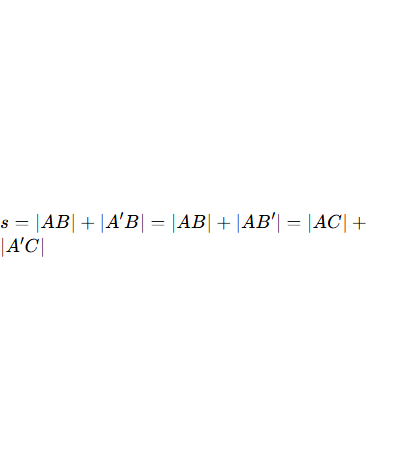 s = |AB| + |A′B| = |AB| + |AB′| = |AC| +
|A′C|